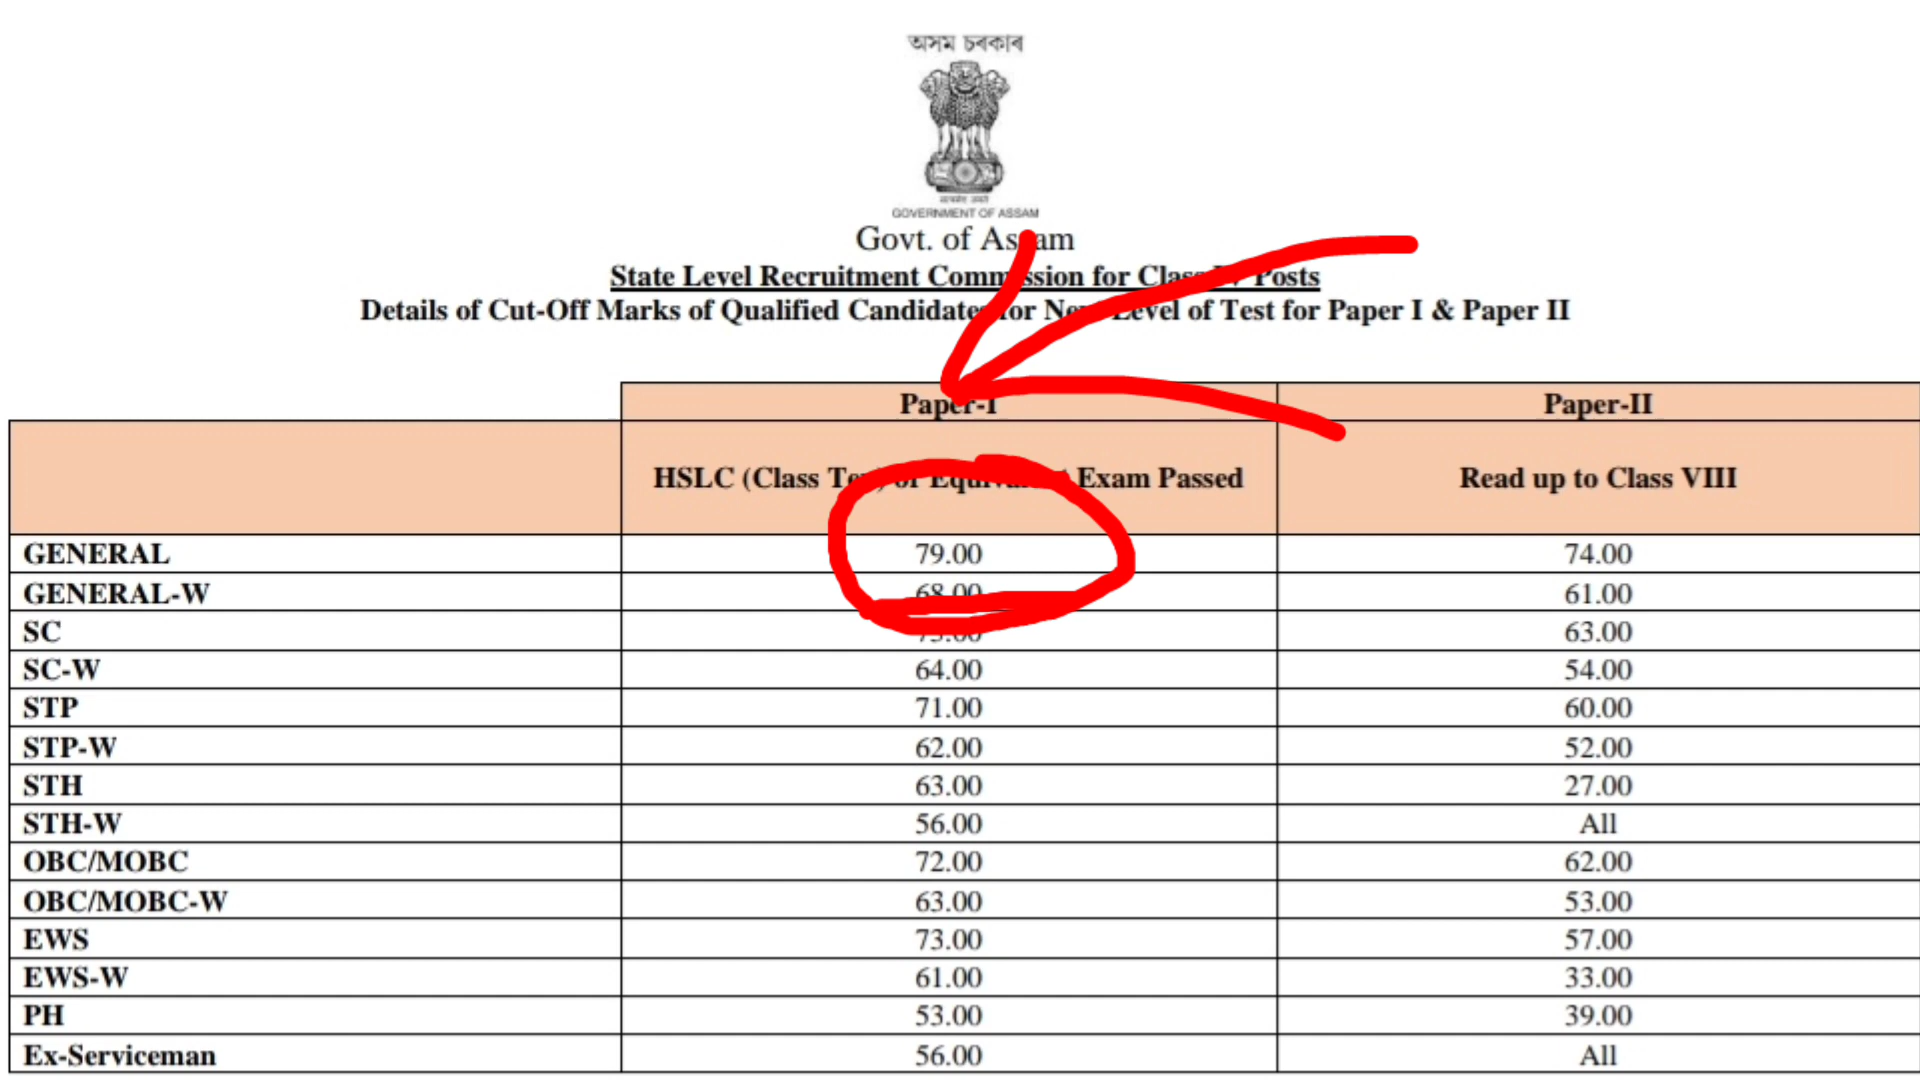 অসম চৰকাৰ
GOVERNMENT OF ASSAM
Govt. of Assam
State Level Recruitment Commission for Class IV Posts
Details of Cut-Off Marks of Qualified Candidates for Next Level of Test for Paper I & Paper II
Paper-I Paper-II
HSLC (Class Ten) or Equivalent Exam Passed Read up to Class VIII
GENERAL 79.00 74.00
GENERAL-W 68.00 61.00
SC 63.00
SC-W 64.00 54.00
STP 71.00 60.00
STP-W 62.00 52.00
STH 63.00 27.00
STH-W 56.00 All
OBC/MOBC 72.00 62.00
OBC/MOBC-W 63.00 53.00
EWS 73.00 57.00
EWS-W 61.00 33.00
PH 53.00 39.00
Ex-Serviceman 56.00 All